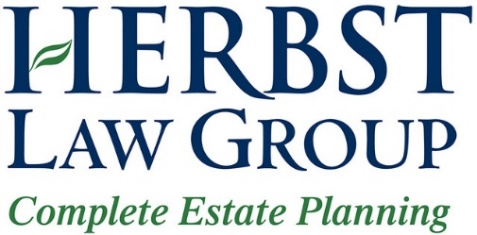 HERBST
LAW GROUP
Complete Estate Planning